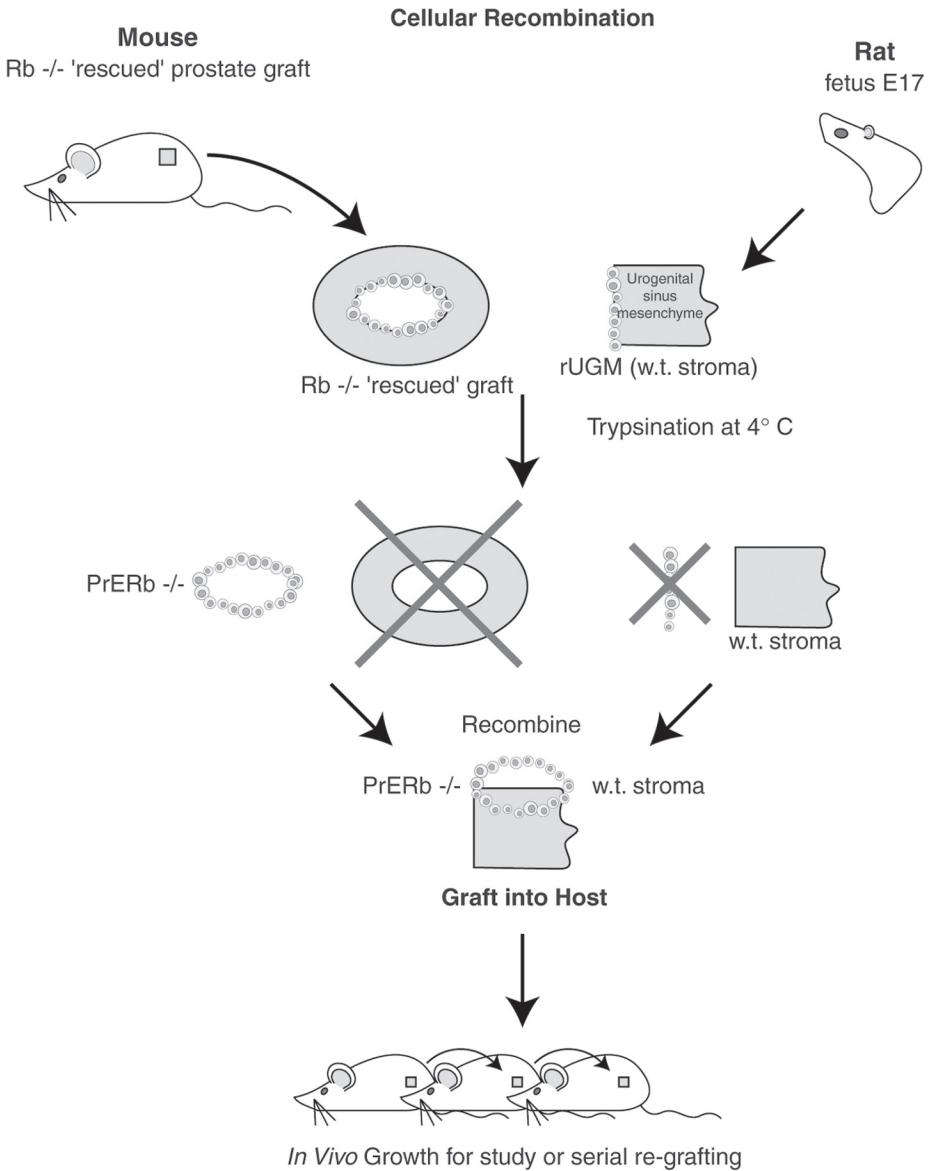 Cellular Recombination
Mouse
Rb -/- 'rescued' prostate graft
Rat
fetus E17
Urogenital
sinus
mesenchyme
rUGM (w.t. stroma)
Rb -/- 'rescued' graft
Trypsination at 4° C
PrERb -/-
w.t. stroma
Recombine
PrERb -/-
w.t. stroma
Graft into Host
In Vivo Growth for study or serial re-grafting